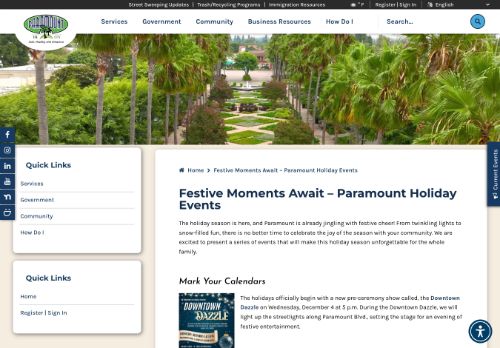 Street Sweeping Updates | Trash/Recycling Programs | Immigration Resources
°F | Register | Sign In | English
PARAMOUNT
Services Government Community Business Resources How Do I Search...
Current Events
Quick Links
Services
Government
Community
How Do I
Quick Links
Home
Register | Sign In
Home > Festive Moments Await – Paramount Holiday Events
Festive Moments Await – Paramount Holiday
Events
The holiday season is here, and Paramount is already jingling with festive cheer! From twinkling lights to
snow-filled fun, there is no better time to celebrate the joy of the season with your community. We are
excited to present a series of events that will make this holiday season unforgettable for the whole
family.
Mark Your Calendars
DOWNTOWN
DAZZLE
The holidays officially begin with a new pre-ceremony show called, the Downtown
Dazzle on Wednesday, December 4 at 5 p.m. During the Downtown Dazzle, we will
light up the streetlights along Paramount Blvd., setting the stage for an evening of
festive entertainment.